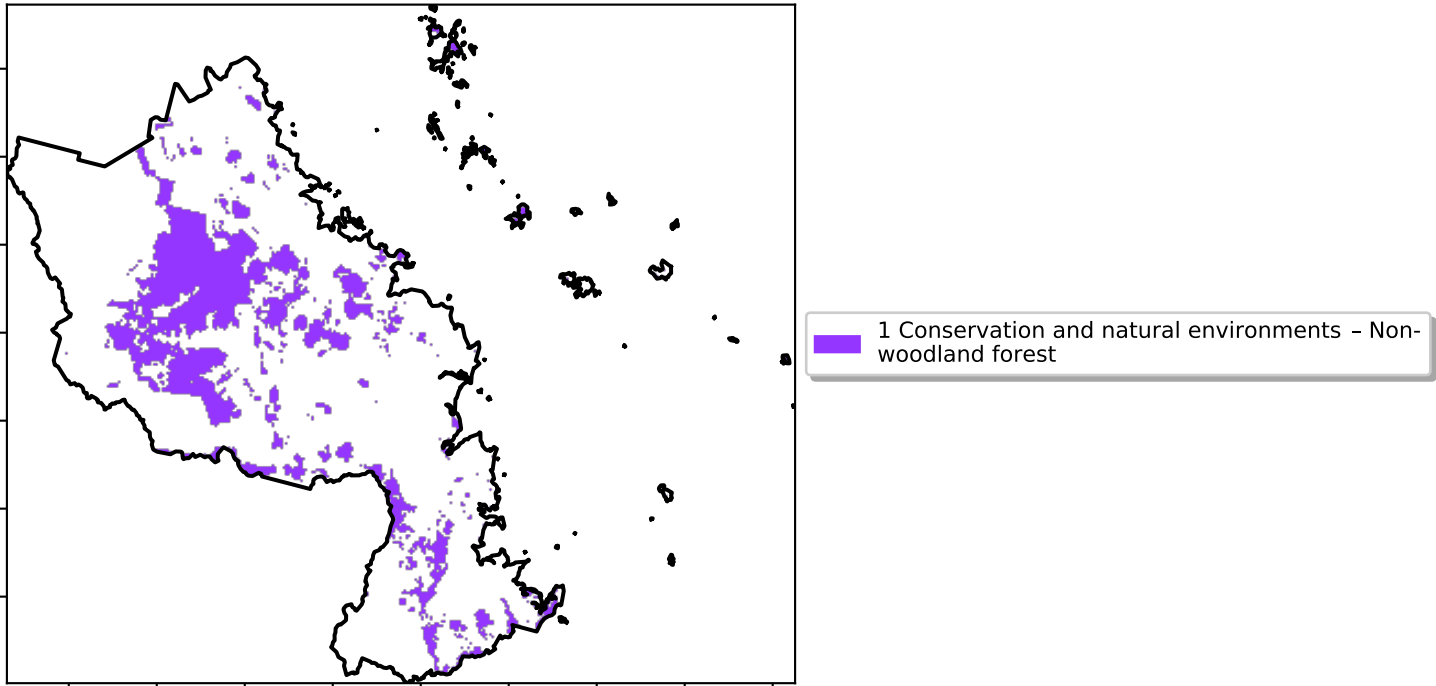 1 Conservation and natural environments – Non-
woodland forest